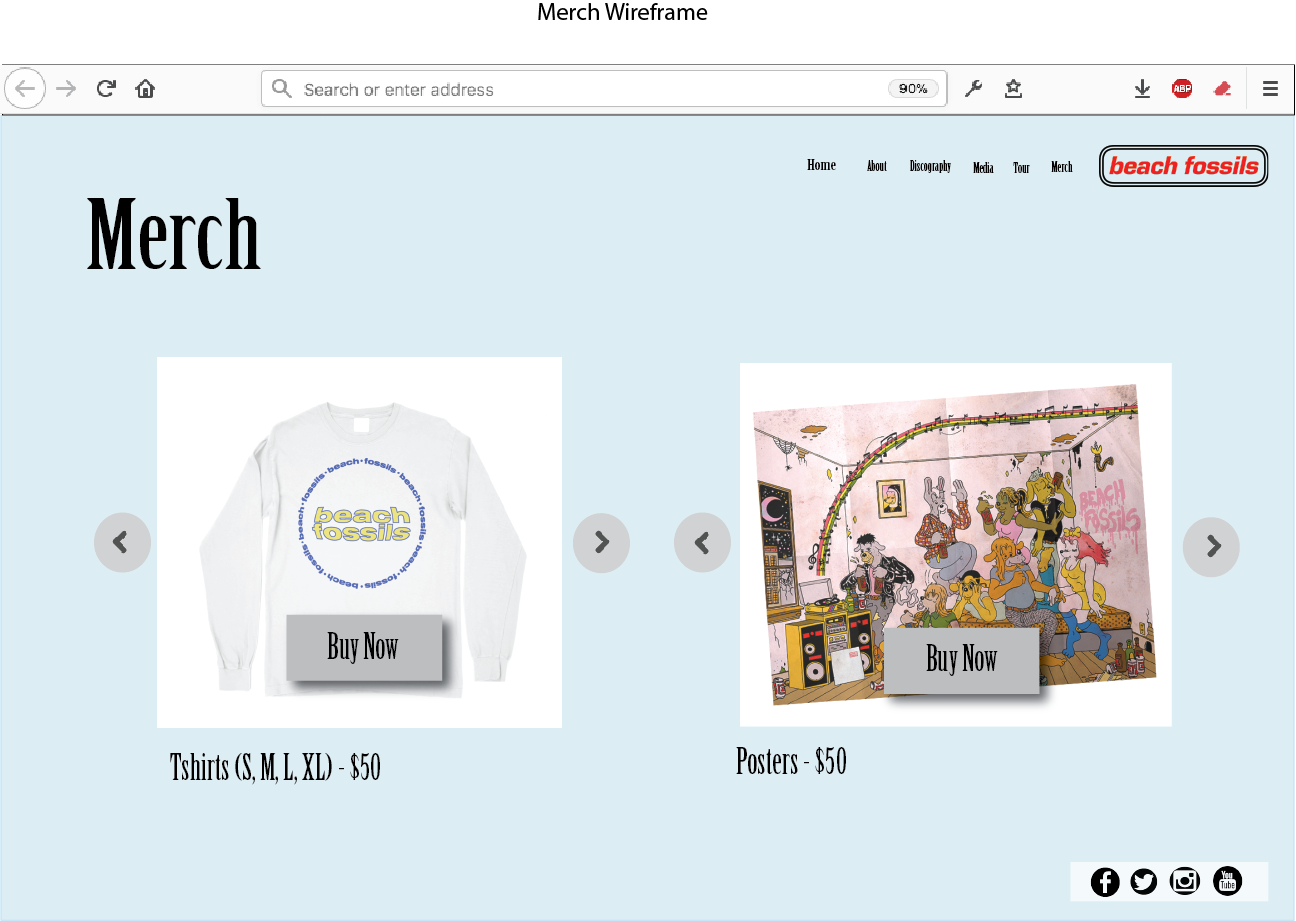 Merch Wireframe
Search or enter address
90%
ABP
Home About Discography Media Tour Merch
beach fossils
Merch
beach • fossils • beach • fossils • beach • fossils • beach • fossils •
beach
fossils
BEACH
FOSSILS
Buy Now
Buy Now
Tshirts (S, M, L, XL) - $50
Posters - $50
You
Tube